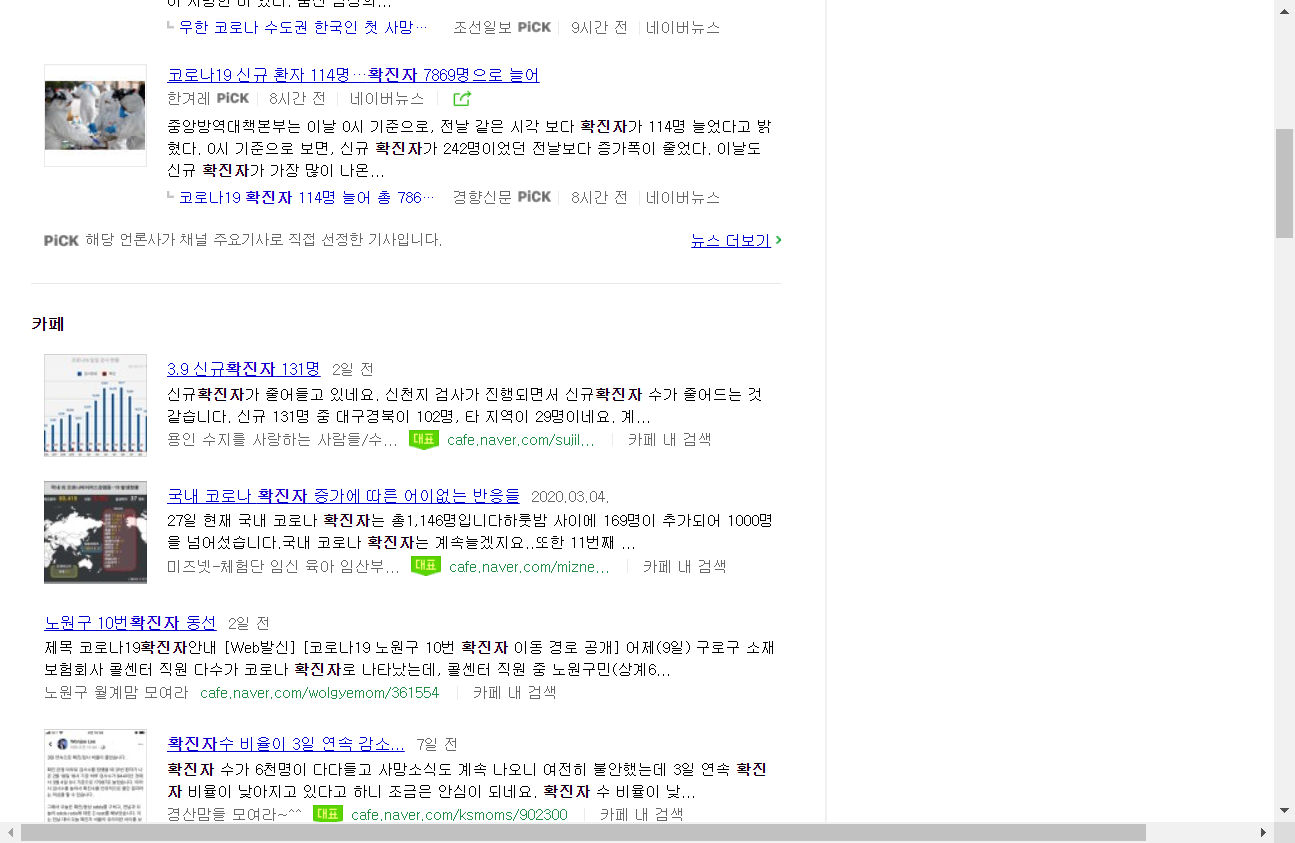 우한 코로나 수도권 한국인 첫 사망… 조선일보 PiCK 9시간 전 네이버뉴스
코로나19 신규 환자 114명…확진자 7869명으로 늘어
한겨레 PiCK 8시간 전 네이버뉴스
중앙방역대책본부는 이날 0시 기준으로, 전날 같은 시각 보다 확진자가 114명 늘었다고 밝
혔다. 0시 기준으로 보면, 신규 확진자가 242명이었던 전날보다 증가폭이 줄었다. 이날도
신규 확진자가 가장 많이 나온...
코로나19 확진자 114명 늘어 총 786… 경향신문 PiCK 8시간 전 네이버뉴스
PiCK 해당 언론사가 채널 주요기사로 직접 선정한 기사입니다. 뉴스 더보기
카페
3.9 신규확진자 131명 2일 전
신규확진자가 줄어들고 있네요. 신천지 검사가 진행되면서 신규확진자 수가 줄어드는 것
같습니다. 신규 131명 중 대구경북이 102명, 타 지역이 29명이네요. 계...
용인 수지를 사랑하는 사람들/수... 대표 cafe.naver.com/sujil... 카페 내 검색
국내 코로나 확진자 증가에 따른 어이없는 반응들 2020.03.04.
27일 현재 국내 코로나 확진자는 총1,146명입니다하룻밤 사이에 169명이 추가되어 1000명
을 넘어섰습니다.국내 코로나 확진자는 계속늘겠지요..또한 11번째 ...
미즈넷-체험단 임신 육아 임산부... 대표 cafe.naver.com/mizne... 카페 내 검색
노원구 10번확진자 동선 2일 전
제목 코로나19확진자안내 [Web발신] [코로나19 노원구 10번 확진자 이동 경로 공개] 어제(9일) 구로구 소재
보험회사 콜센터 직원 다수가 코로나 확진자로 나타났는데, 콜센터 직원 중 노원구민(상계6...
노원구 월계맘 모여라 cafe.naver.com/wolgyemom/361554 카페 내 검색
확진자수 비율이 3일 연속 감소... 7일 전
확진자 수가 6천명이 다다들고 사망소식도 계속 나오니 여전히 불안했는데 3일 연속 확진
자 비율이 낮아지고 있다고 하니 조금은 안심이 되네요. 확진자 수 비율이 낮...
경산맘들 모여라~^^ 대표 cafe.naver.com/ksmoms/902300 카페 내 검색